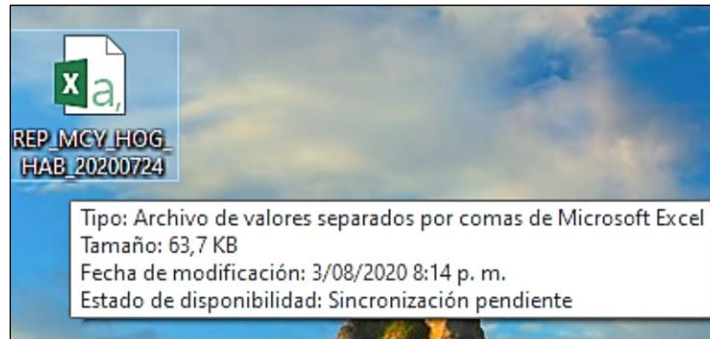 REP_MCY_HOG_
HAB_20200724
Tipo: Archivo de valores separados por comas de Microsoft Excel
Tamaño: 63,7 KB
Fecha de modificación: 3/08/2020 8:14 p. m.
Estado de disponibilidad: Sincronización pendiente